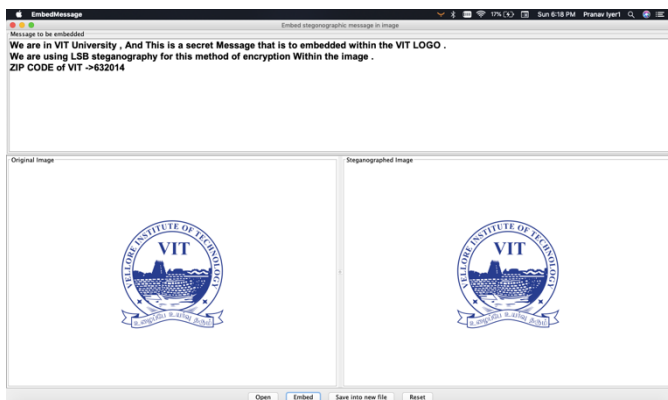 EmbedMessage
17%
Sun 6:18 PM
Pranav Iyer1
Embed steganographic message in image
Message to be embedded
We are in VIT University , And This is a secret Message that is to embedded within the VIT LOGO .
We are using LSB steganography for this method of encryption Within the image .
ZIP CODE of VIT ->632014
Original Image
Steganographed Image
VELLORE INSTITUTE OF TECHNOLOGY
VIT
VELLORE INSTITUTE OF TECHNOLOGY
VIT
Open
Embed
Save into new file
Reset